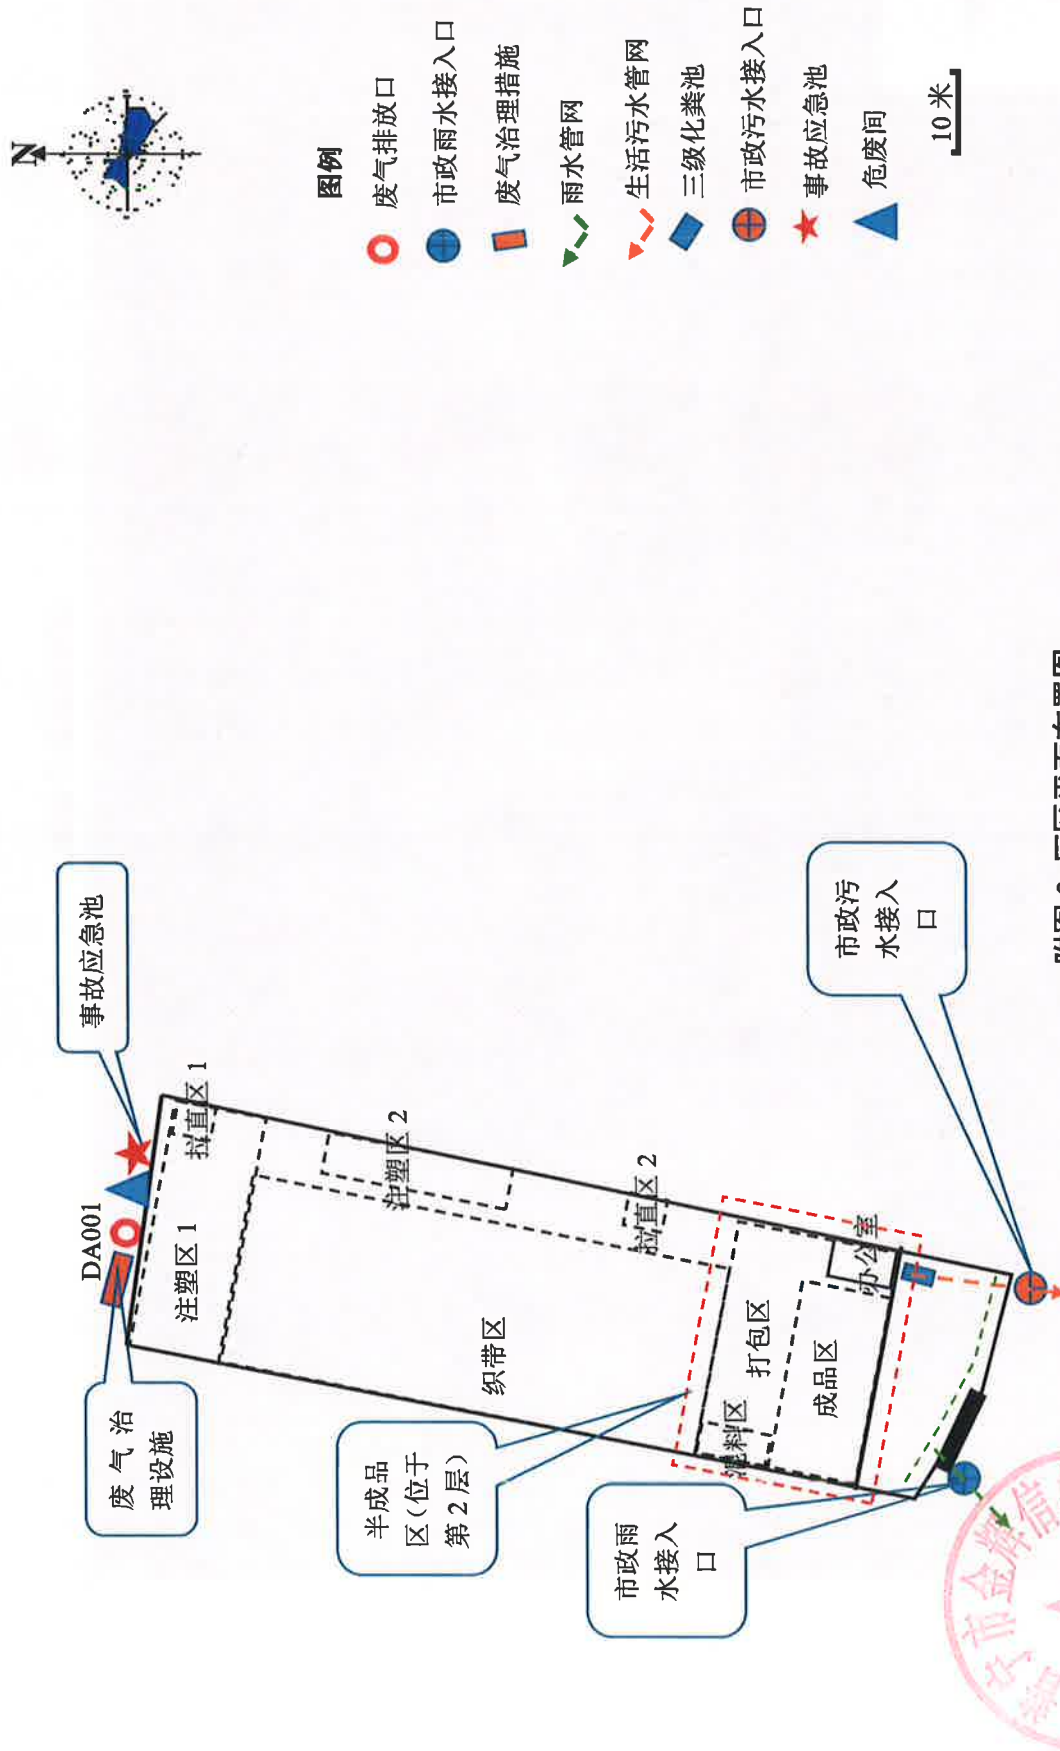 N
图例
废气排放口
市政雨水接入口
废气治理措施
雨水管网
生活污水管网
三级化粪池
市政污水接入口
事故应急池
危废间
10 米
事故应急池
DA001
废 气 治
理设施
注塑区 1
拉直区 1
注塑区 2
拉直区 2
织带区
半成品
区（位于
第 2 层）
混料区
打包区
成品区
办公室
市政雨
水接入
口
市政污
水接入
口
市金牌